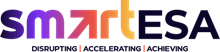 smartESA
DISRUPTING | ACCELERATING | ACHIEVING